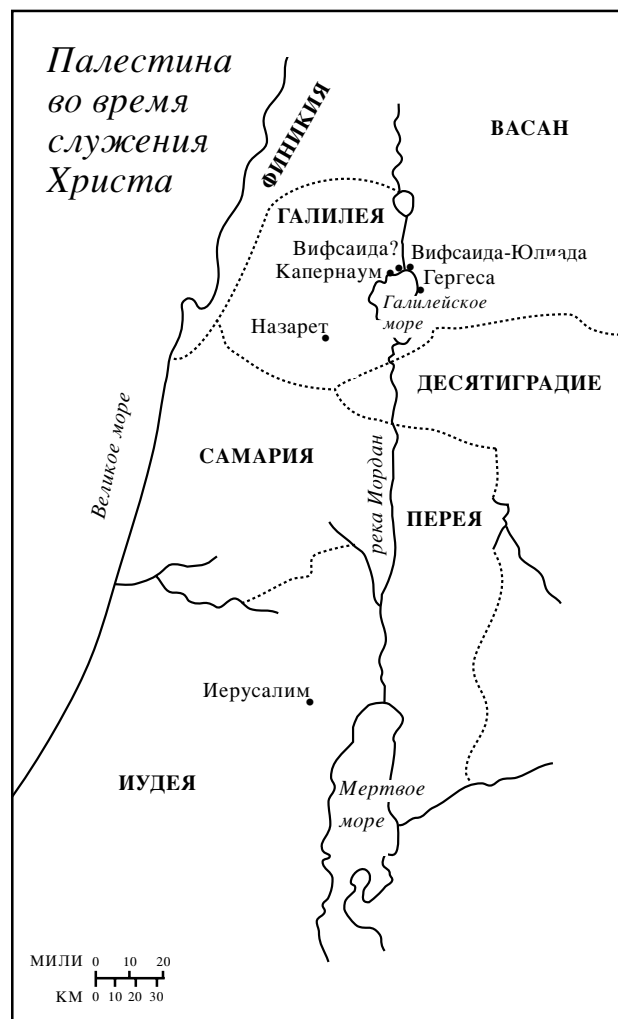 Палестина
во время
служения
Христа
ФИНИКИЯ
ВАСАН
ГАЛИЛЕЯ
Вифсаида?
Вифсаида-Юлиада
Капернаум
Гергеса
Галилейское
море
Назарет
ДЕСЯТИГРАДИЕ
Великое море
САМАРИЯ
река Иордан
ПЕРЕЯ
Иерусалим
ИУДЕЯ
Мертвое
море
МИЛИ 0 10 20
КМ 0 10 20 30